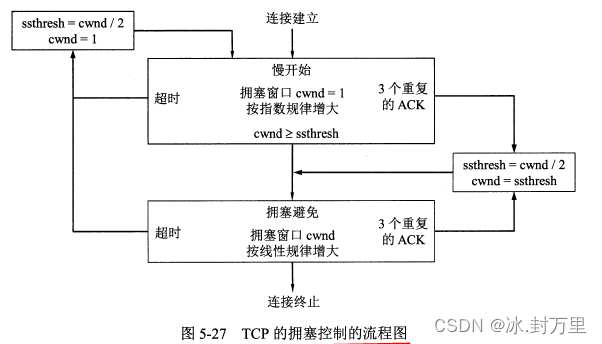 连接建立
ssthresh = cwnd / 2
cwnd = 1
慢开始
超时
拥塞窗口 cwnd = 1
按指数规律增大
3 个重复
的 ACK
cwnd ≥ ssthresh
ssthresh = cwnd / 2
cwnd = ssthresh
拥塞避免
超时
拥塞窗口 cwnd
按线性规律增大
3 个重复
的 ACK
连接终止
图 5-27 TCP 的拥塞控制的流程图
CSDN @冰.封万里